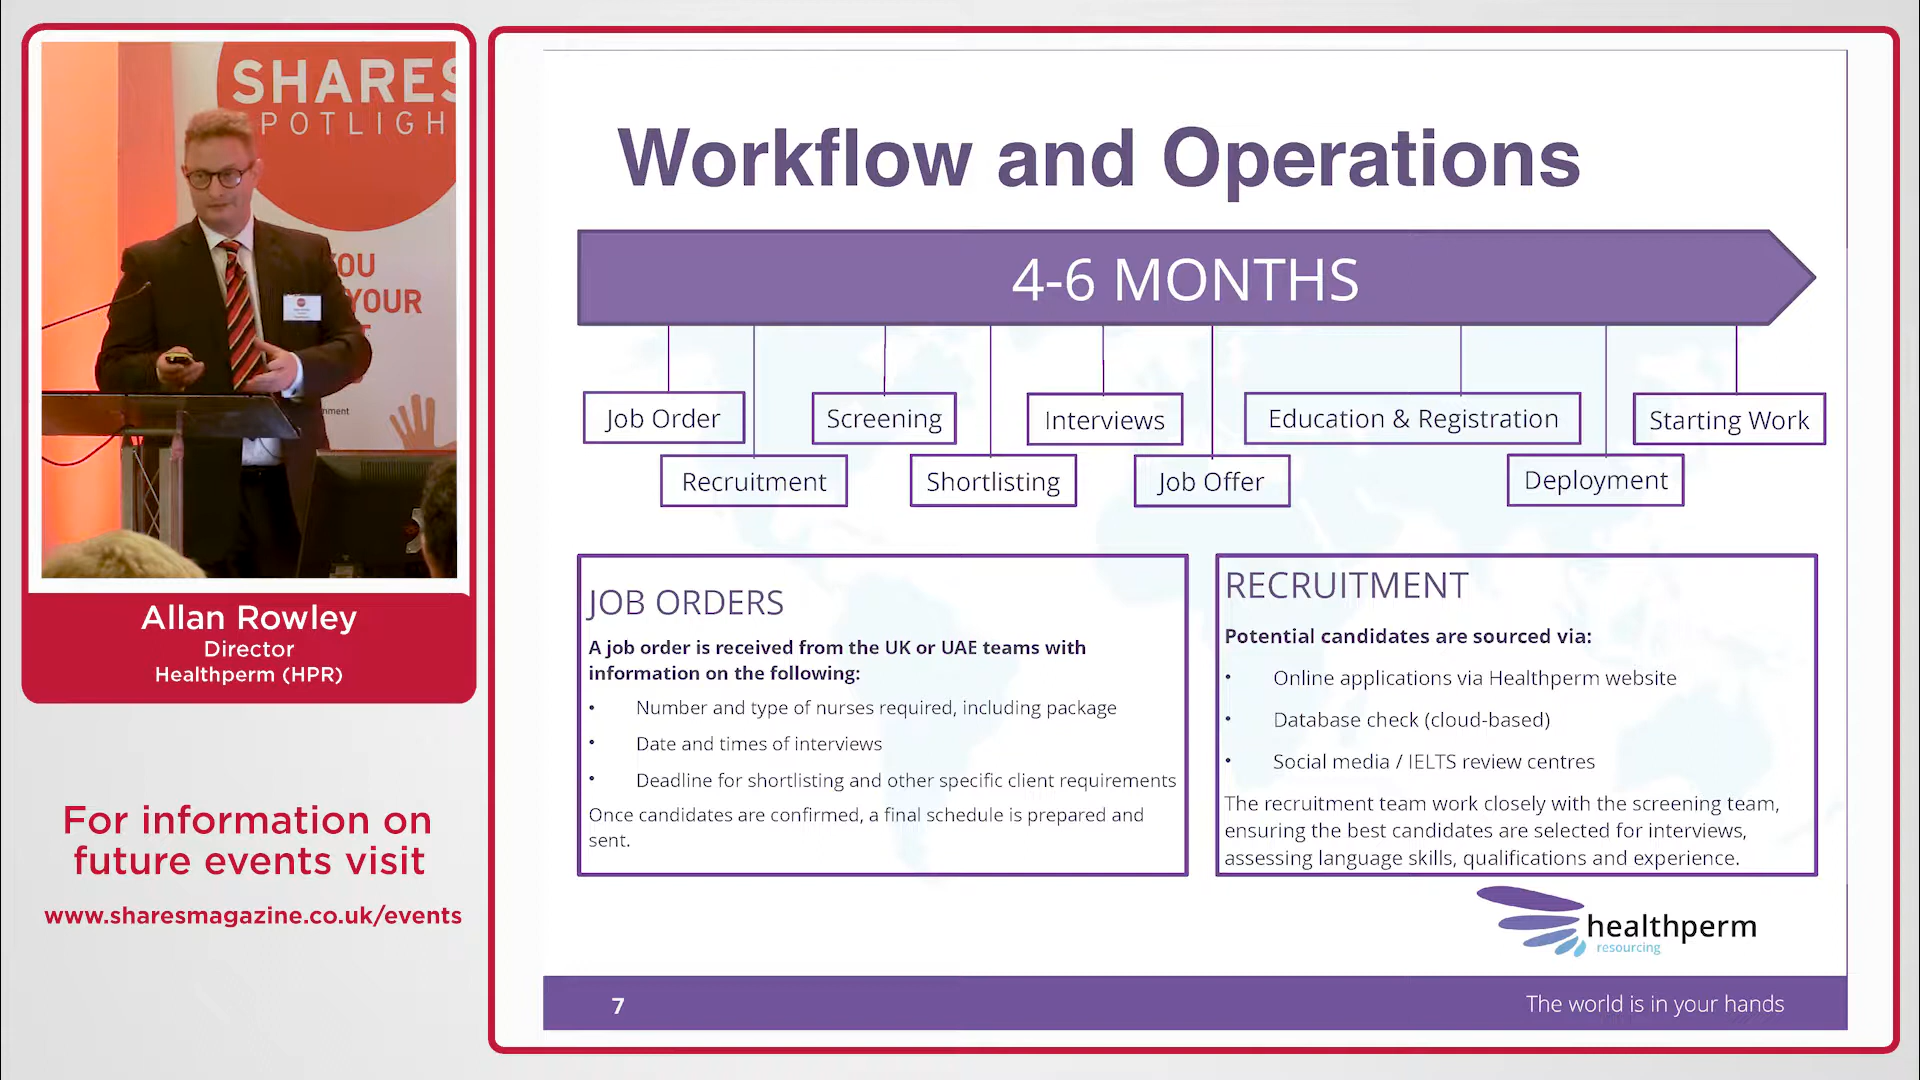 SHARES
POTLIGH
YOU
YOUR
Allan Rowley
Director
Healthperm (HPR)
For information on
future events visit
www.sharesmagazine.co.uk/events
Workflow and Operations
4-6 MONTHS
Job Order
Screening
Interviews
Education & Registration
Starting Work
Recruitment
Shortlisting
Job Offer
Deployment
JOB ORDERS
A job order is received from the UK or UAE teams with
information on the following:
• Number and type of nurses required, including package
• Date and times of interviews
• Deadline for shortlisting and other specific client requirements
Once candidates are confirmed, a final schedule is prepared and
sent.
RECRUITMENT
Potential candidates are sourced via:
• Online applications via Healthperm website
• Database check (cloud-based)
• Social media / IELTS review centres
The recruitment team work closely with the screening team,
ensuring the best candidates are selected for interviews,
assessing language skills, qualifications and experience.
healthperm
resourcing
7
The world is in your hands